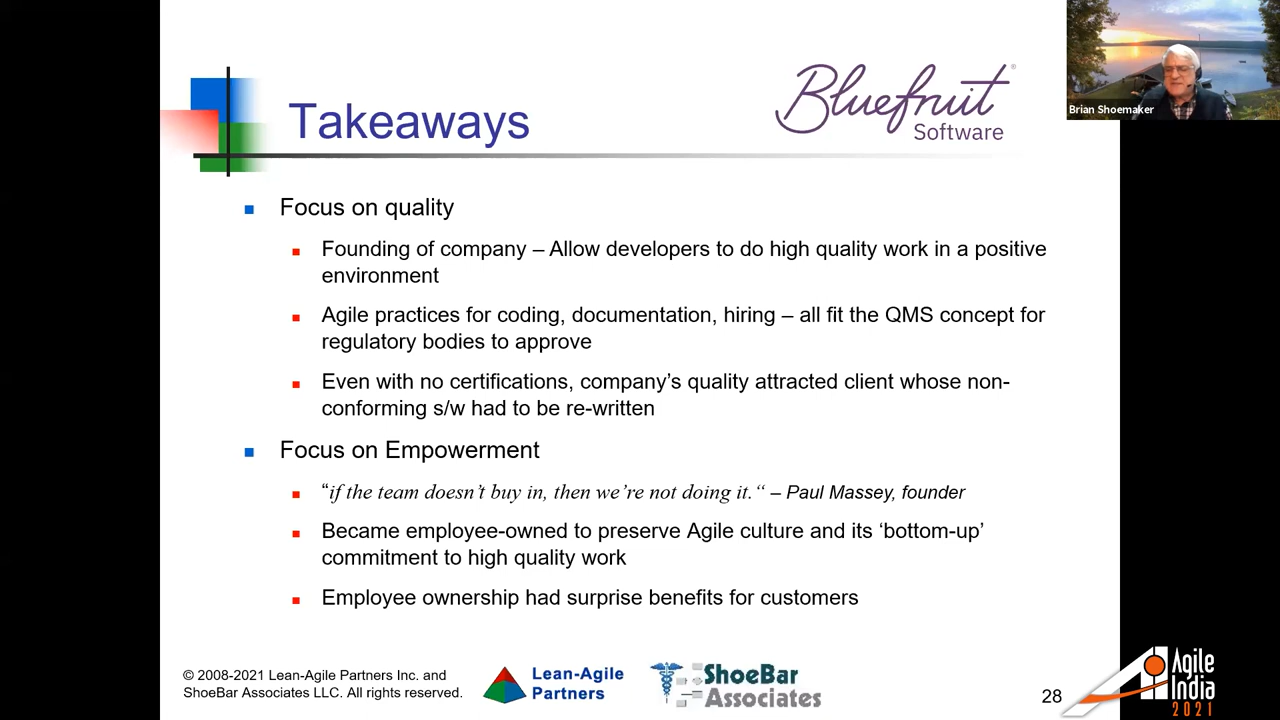 Takeaways
Bluefruit®
Software
Brian Shoemaker
Focus on quality
Founding of company – Allow developers to do high quality work in a positive
environment
Agile practices for coding, documentation, hiring – all fit the QMS concept for
regulatory bodies to approve
Even with no certifications, company’s quality attracted client whose non-
conforming s/w had to be re-written
Focus on Empowerment
“if the team doesn’t buy in, then we’re not doing it.“ – Paul Massey, founder
Became employee-owned to preserve Agile culture and its ‘bottom-up’
commitment to high quality work
Employee ownership had surprise benefits for customers
© 2008-2021 Lean-Agile Partners Inc. and
ShoeBar Associates LLC. All rights reserved.
Lean-Agile
Partners
ShoeBar
Associates
28
Agile
India
2021